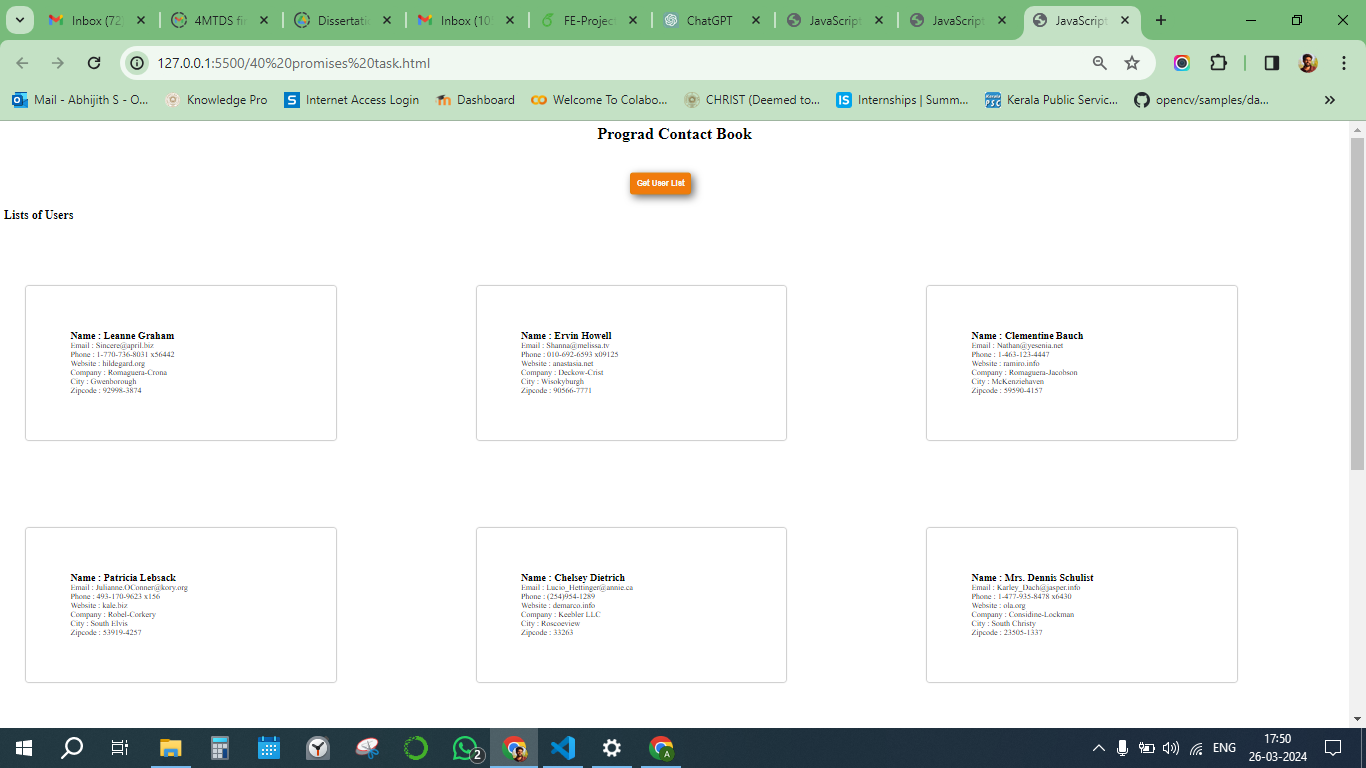 Inbox (72
4MTDS fin
Dissertatio
Inbox (10
FE-Project
ChatGPT
JavaScript
JavaScript
JavaScript
127.0.0.1:5500/40%20promises%20task.html
Mail - Abhijith S - O...
Knowledge Pro
Internet Access Login
Dashboard
Welcome To Colabo...
CHRIST (Deemed to...
Internships | Summ...
Kerala Public Servic...
opencv/samples/da...
Prograd Contact Book
Get User List
Lists of Users
Name : Leanne Graham
Email : Sincere@april.biz
Phone : 1-770-736-8031 x56442
Website : hildegard.org
Company : Romaguera-Crona
City : Gwenborough
Zipcode : 92998-3874
Name : Ervin Howell
Email : Shanna@melissa.tv
Phone : 010-692-6593 x09125
Website : anastasia.net
Company : Deckow-Crist
City : Wisokyburgh
Zipcode : 90566-7771
Name : Clementine Bauch
Email : Nathan@yesenia.net
Phone : 1-463-123-4447
Website : ramiro.info
Company : Romaguera-Jacobson
City : McKenziehaven
Zipcode : 59590-4157
Name : Patricia Lebsack
Email : Julianne.OConner@kory.org
Phone : 493-170-9623 x156
Website : kale.biz
Company : Robel-Corkery
City : South Elvis
Zipcode : 53919-4257
Name : Chelsey Dietrich
Email : Lucio_Hettinger@annie.ca
Phone : (254)954-1289
Website : demarco.info
Company : Keebler LLC
City : Roscoeview
Zipcode : 33263
Name : Mrs. Dennis Schulist
Email : Karley_Dach@jasper.info
Phone : 1-477-935-8478 x6430
Website : ola.org
Company : Considine-Lockman
City : South Christy
Zipcode : 23505-1337
2
A
ENG
17:50
26-03-2024